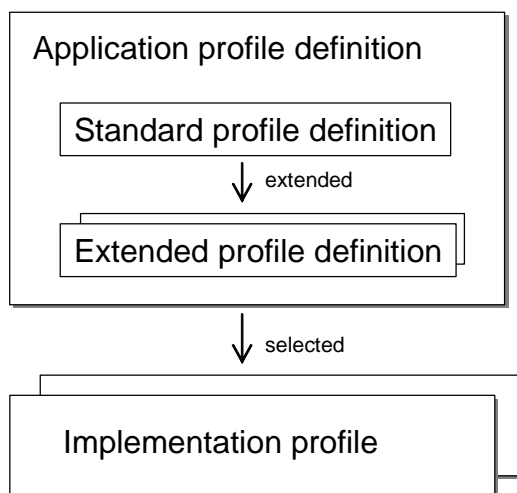 Application profile definition
Standard profile definition
extended
Extended profile definition
selected
Implementation profile